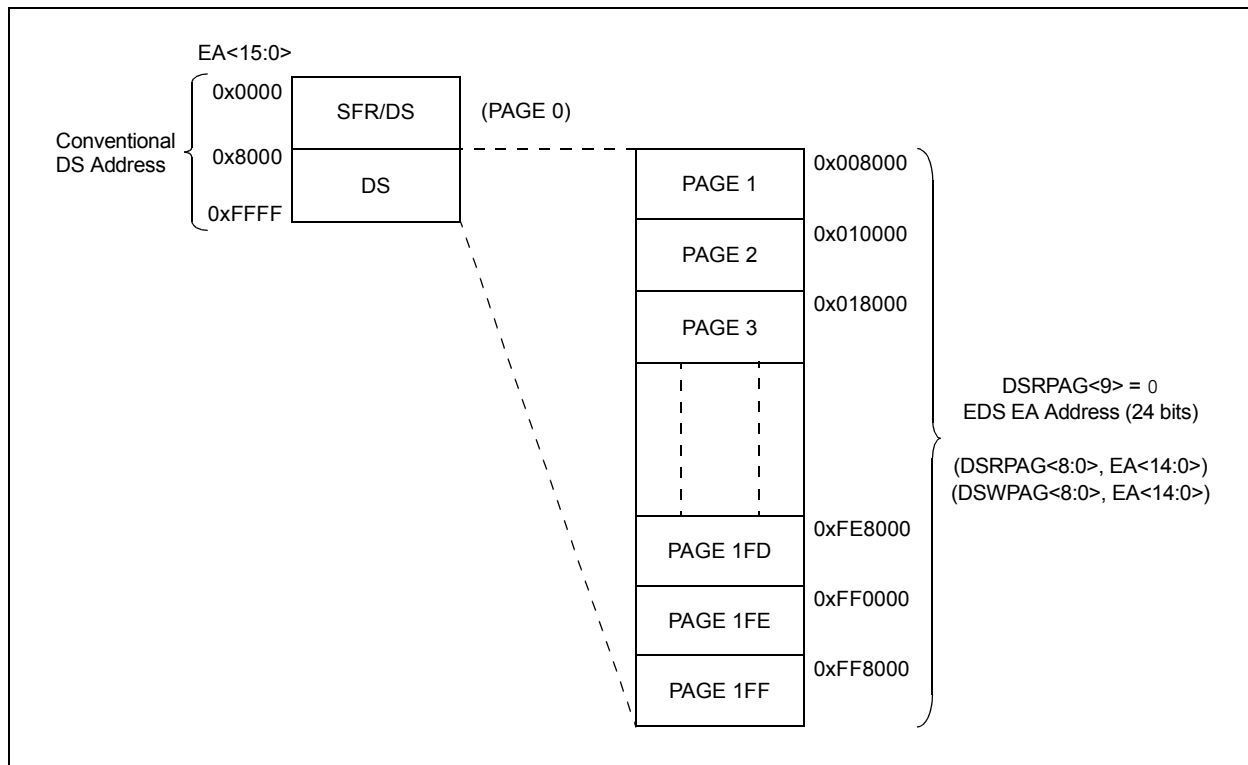 EA<15:0>
0x0000
SFR/DS
(PAGE 0)
Conventional
DS Address
0x8000
DS
0xFFFF
PAGE 1
0x008000
PAGE 2
0x010000
PAGE 3
0x018000
DSRPAG<9> = 0
EDS EA Address (24 bits)
(DSRPAG<8:0>, EA<14:0>)
(DSWPAG<8:0>, EA<14:0>)
PAGE 1FD
0xFE8000
PAGE 1FE
0xFF0000
PAGE 1FF
0xFF8000